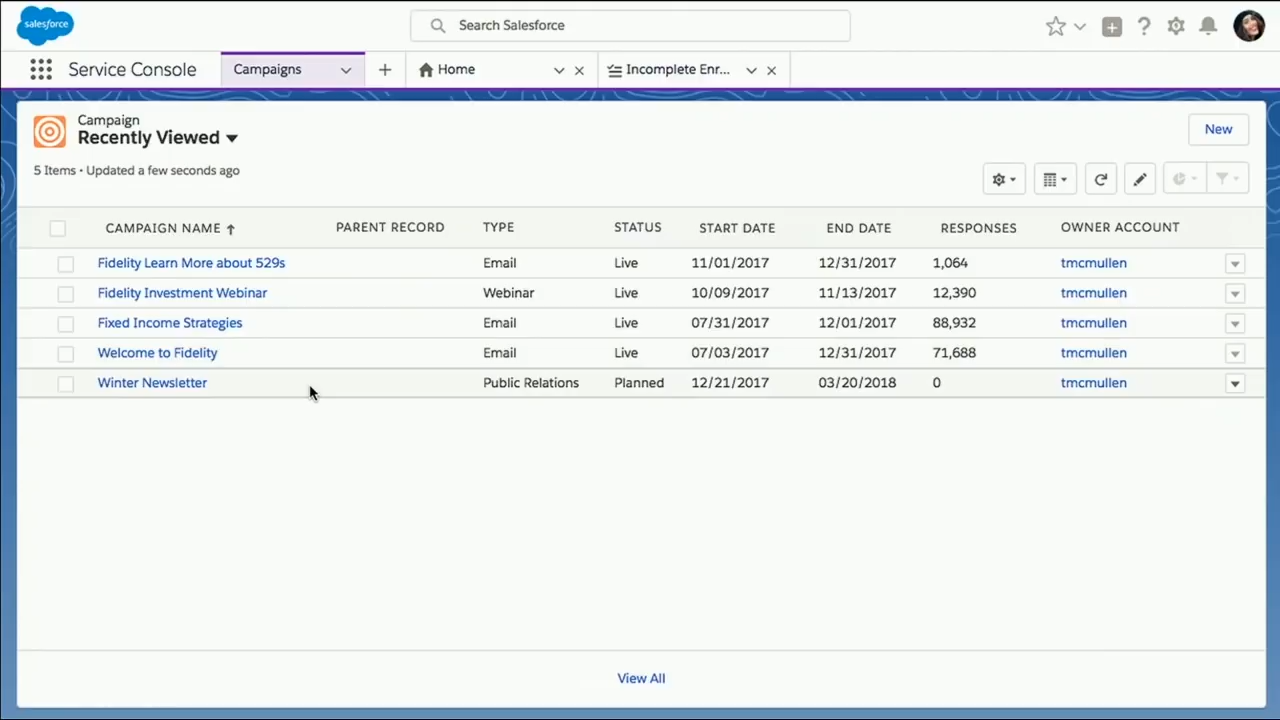 salesforce
Search Salesforce
Service Console
Campaigns
Home
Incomplete Enr...
Campaign
Recently Viewed
New
5 Items • Updated a few seconds ago
CAMPAIGN NAME PARENT RECORD TYPE STATUS START DATE END DATE RESPONSES OWNER ACCOUNT
Fidelity Learn More about 529s Email Live 11/01/2017 12/31/2017 1,064 tmcmullen
Fidelity Investment Webinar Webinar Live 10/09/2017 11/13/2017 12,390 tmcmullen
Fixed Income Strategies Email Live 07/31/2017 12/01/2017 88,932 tmcmullen
Welcome to Fidelity Email Live 07/03/2017 12/31/2017 71,688 tmcmullen
Winter Newsletter Public Relations Planned 12/21/2017 03/20/2018 0 tmcmullen
View All